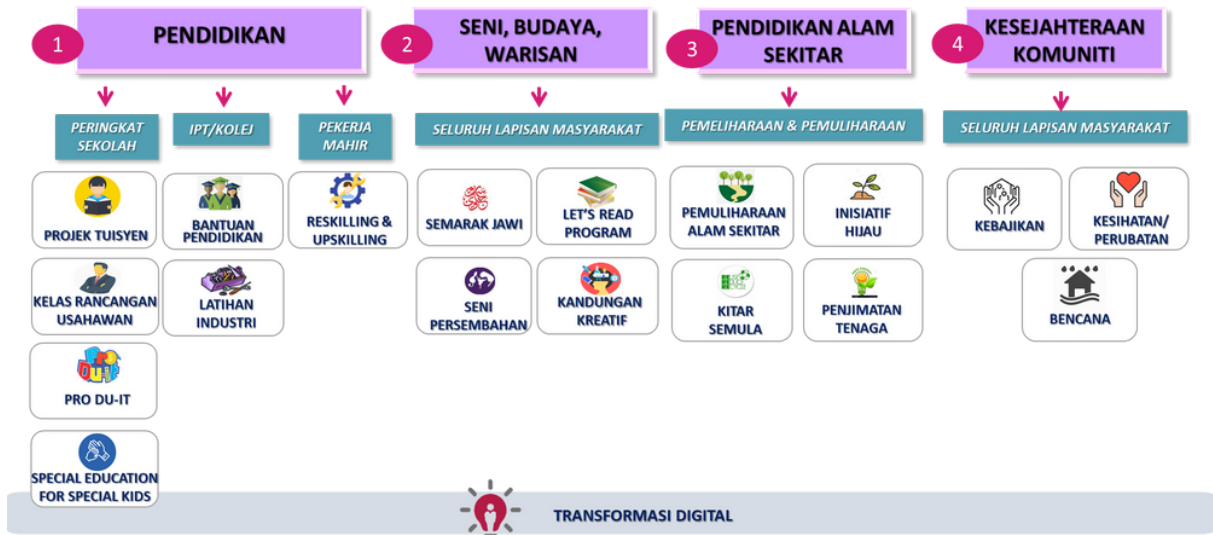 1
PENDIDIKAN
PERINGKAT
SEKOLAH
IPT/KOLEJ
PEKERJA
MAHIR
PROJEK TUISYEN
KELAS RANCANGAN
USAHAWAN
PRO DU-IT
PRO DU-IT
SPECIAL EDUCATION
FOR SPECIAL KIDS
BANTUAN
PENDIDIKAN
LATIHAN
INDUSTRI
RESKILLING &
UPSKILLING
2
SENI, BUDAYA,
WARISAN
SELURUH LAPISAN MASYARAKAT
SEMARAK JAWI
LET'S READ
PROGRAM
SENI
PERSEMBAHAN
KANDUNGAN
KREATIF
3
PENDIDIKAN ALAM
SEKITAR
PEMELIHARAAN & PEMULIHARAAN
PEMULIHARAAN
ALAM SEKITAR
INISIATIF
HIJAU
KITAR
SEMULA
PENJIMATAN
TENAGA
4
KESEJAHTERAAN
KOMUNITI
SELURUH LAPISAN MASYARAKAT
KEBAJIKAN
KESIHATAN/
PERUBATAN
BENCANA
TRANSFORMASI DIGITAL